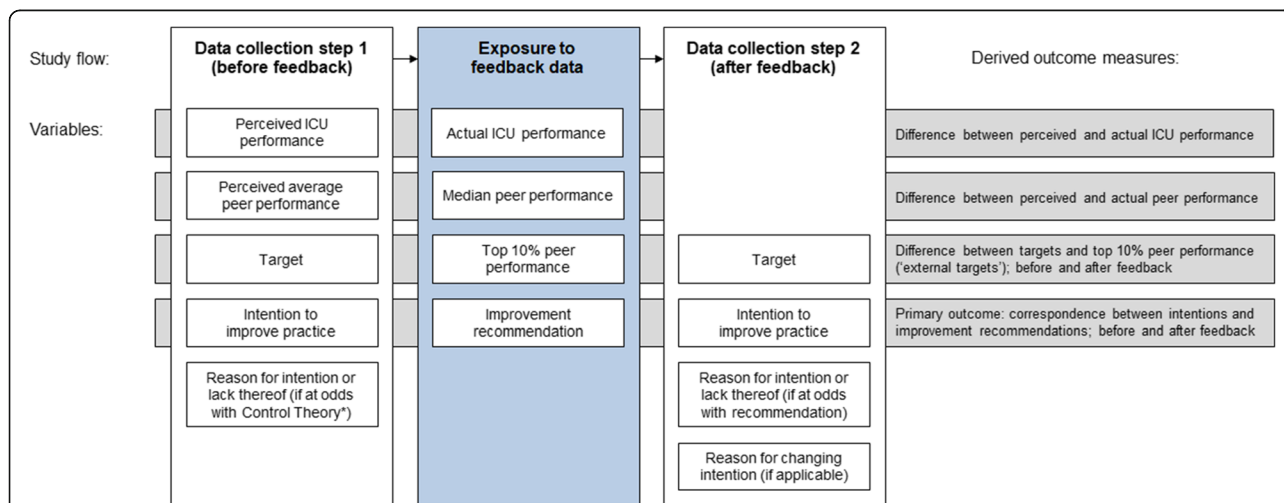 Study flow:
Data collection step 1
(before feedback)
Exposure to
feedback data
Data collection step 2
(after feedback)
Derived outcome measures:
Variables:
Perceived ICU
performance
Actual ICU performance
Difference between perceived and actual ICU performance
Perceived average
peer performance
Median peer performance
Difference between perceived and actual peer performance
Target
Top 10% peer
performance
Target
Difference between targets and top 10% peer performance
(‘external targets’); before and after feedback
Intention to
improve practice
Improvement
recommendation
Intention to
improve practice
Primary outcome: correspondence between intentions and
improvement recommendations; before and after feedback
Reason for intention or
lack thereof (if at odds
with Control Theory*)
Reason for intention or
lack thereof (if at odds
with recommendation)
Reason for changing
intention (if applicable)